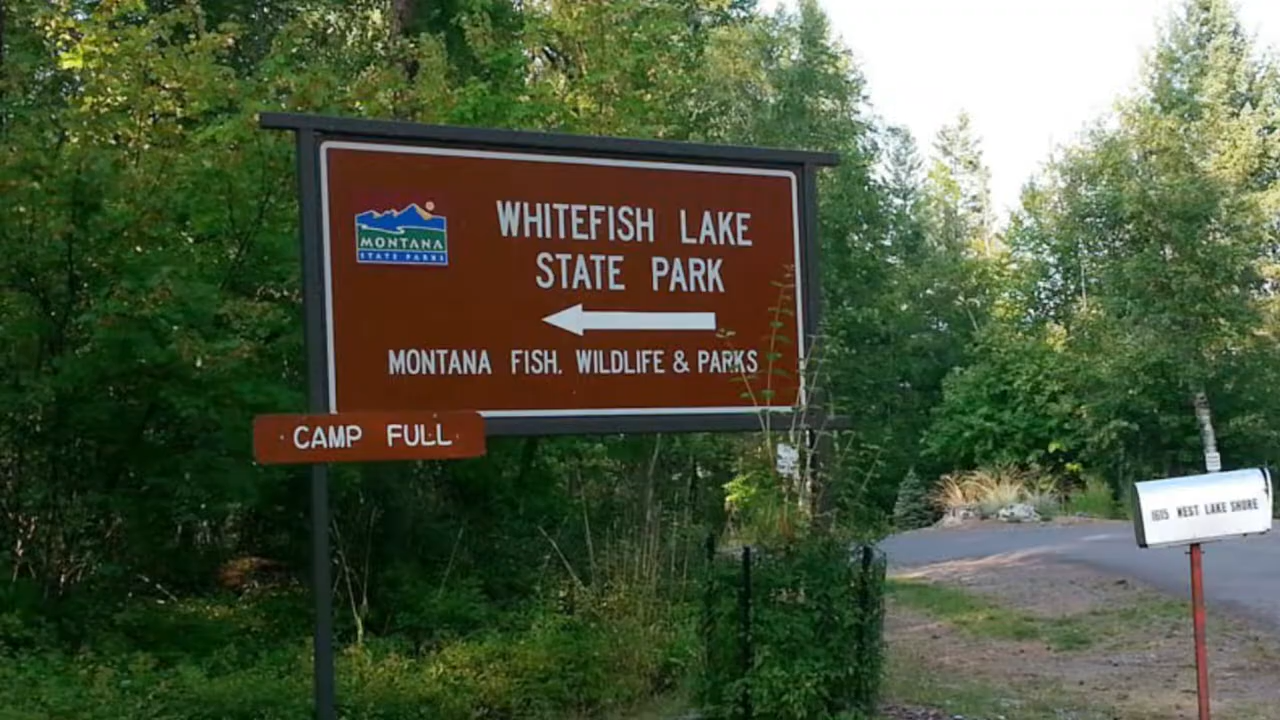 WHITEFISH LAKE
STATE PARK
MONTANA
STATE PARKS
MONTANA FISH, WILDLIFE & PARKS
CAMP FULL
1615 WEST LAKE SHORE